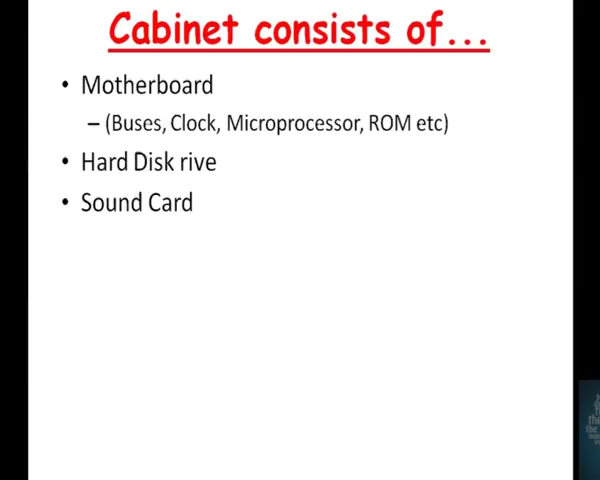 Cabinet consists of...
• Motherboard
– (Buses, Clock, Microprocessor, ROM etc)
• Hard Disk rive
• Sound Card